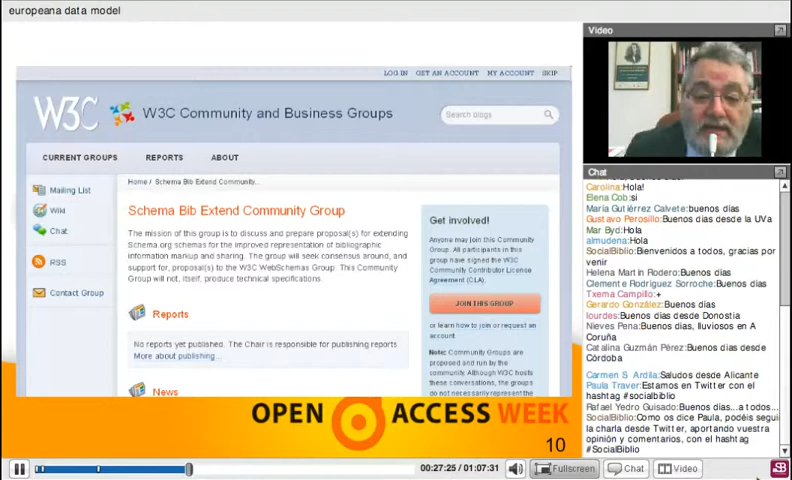 europeana data model
LOG IN GET AN ACCOUNT MY ACCOUNT SKIP
W3C
W3C Community and Business Groups
Search blogs
CURRENT GROUPS REPORTS ABOUT
Home / Schema Bib Extend Community...
Mailing List
Wiki
Chat
RSS
Contact Group
Schema Bib Extend Community Group
The mission of this group is to discuss and prepare proposal(s) for extending
Schema.org schemas for the improved representation of bibliographic
information markup and sharing. The group will seek consensus around, and
support for, proposal(s) to the W3C WebSchemas Group. This Community
Group will not, itself, produce technical specifications.
Reports
No reports yet published. The Chair is responsible for publishing reports.
More about publishing...
News
Get involved!
Anyone may join this Community
Group. All participants in this
group have signed the W3C
Community Contributor License
Agreement (CLA).
JOIN THIS GROUP
or learn how to join or request an
account.
Note: Community Groups are
proposed and run by the
community. Although W3C hosts
these conversations, the groups
do not necessarily represent the
OPEN ACCESS WEEK
10
Video
Chat
Carolina:Hola!
Elena Cob:si
María Gutiérrez Calvete:buenos
días
Gustavo Perosillo:Buenos dias desde la UVa
Mar Byd:Hola
almudena:Hola
SocialBiblio:Bienvenidos a todos, gracias por
venir
Helena Martín Rodero:Buenos días
Clemente Rodríguez Sorroche:Buenos días
Txema Campillo:+
Gerardo González:Buenos días
lourdes:Buenos dias desde Donostia
Nieves Pena:Buenos días, lluviosos en A
Coruña
Catalina Guzmán Pérez:Buenos días desde
Córdoba
Carmen S Ardila:Saludos desde Alicante
Paula Traver:Estamos en Twitter con el
hashtag #socialbiblio
Rafael Yedro Guisado:Buenos días...a todos...
SocialBiblio:Como os dice Paula, podéis segui
la charla desde Twitter, aportando vuestra
opinión y comentarios, con el hashtag
#SocialBiblio
00:27:25 / 01:07:31
Fullscreen
Chat
Video
SB